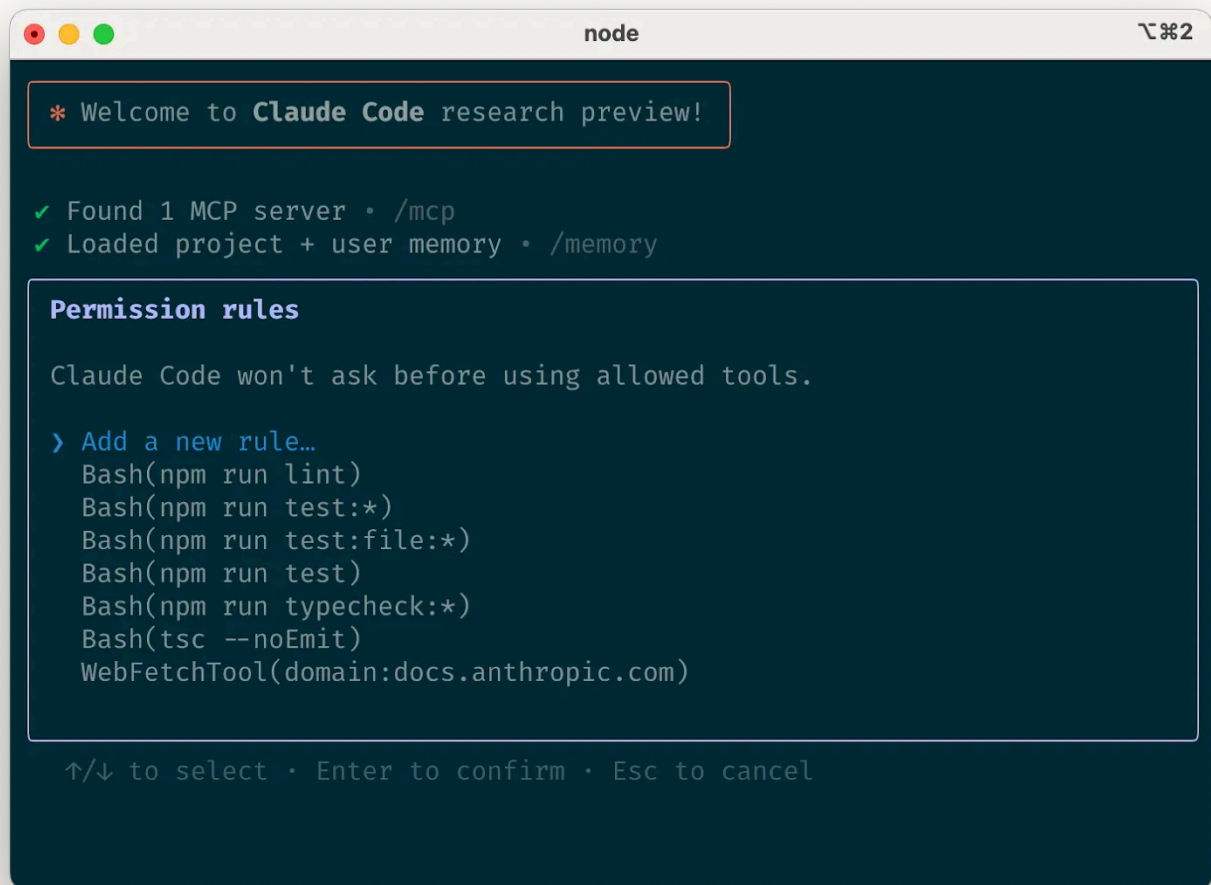 node
⌥⌘2
✻ Welcome to Claude Code research preview!
✔ Found 1 MCP server • /mcp
✔ Loaded project + user memory • /memory
Permission rules
Claude Code won't ask before using allowed tools.
❯ Add a new rule…
Bash(npm run lint)
Bash(npm run test:*)
Bash(npm run test:file:*)
Bash(npm run test)
Bash(npm run typecheck:*)
Bash(tsc --noEmit)
WebFetchTool(domain:docs.anthropic.com)
↑/↓ to select · Enter to confirm · Esc to cancel